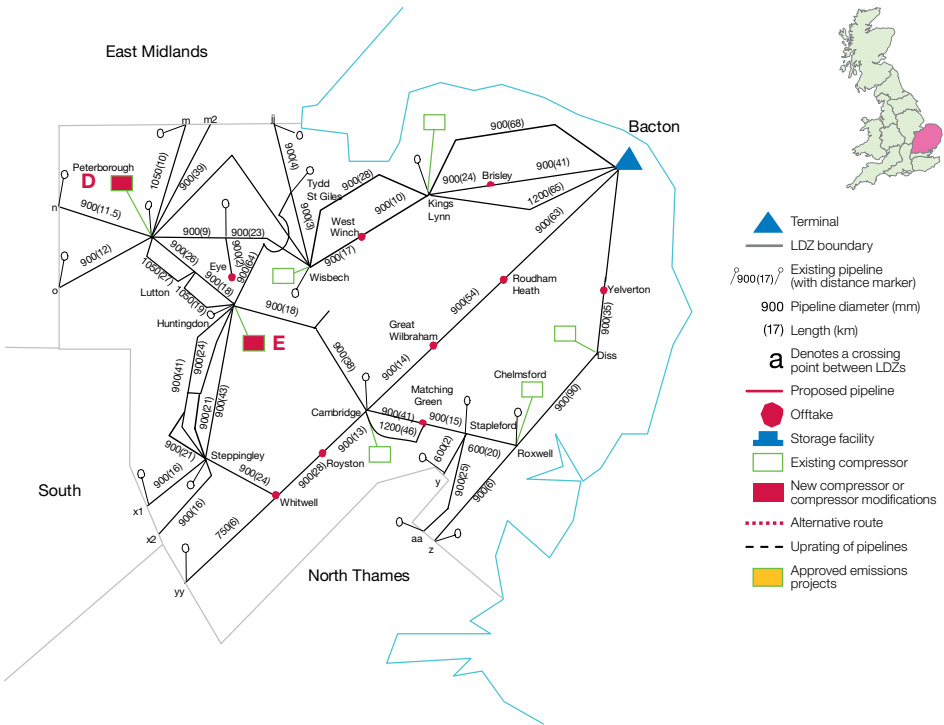 East Midlands
Bacton
m
m2
jj
Peterborough
D
n
900(11.5)
1050(10)
900(39)
900(4)
Tydd
St Giles
900(28)
900(68)
900(24)
Brisley
900(41)
Kings
Lynn
1200(65)
900(10)
West
Winch
900(3)
900(17)
900(9)
900(23)
900(12)
o
900(26)
1050(27)
Eye
900(2)
900(64)
900(18)
Wisbech
Lutton
1050(19)
Huntingdon
900(18)
E
900(63)
Roudham
Heath
900(54)
Yelverton
900(35)
Diss
Great
Wilbraham
900(14)
900(38)
900(41)
900(24)
900(21)
900(43)
Chelmsford
900(90)
Matching
Green
Cambridge
900(41)
900(15)
Stapleford
1200(46)
900(13)
600(2)
600(20)
Roxwell
900(21)
Steppingley
900(24)
900(28)
Royston
y
900(25)
900(6)
900(16)
Whitwell
South
x1
900(16)
x2
750(6)
aa
z
yy
North Thames
Terminal
LDZ boundary
900(17)
Existing pipeline
(with distance marker)
900
Pipeline diameter (mm)
(17)
Length (km)
a
Denotes a crossing
point between LDZs
Proposed pipeline
Offtake
Storage facility
Existing compressor
New compressor or
compressor modifications
Alternative route
Uprating of pipelines
Approved emissions
projects